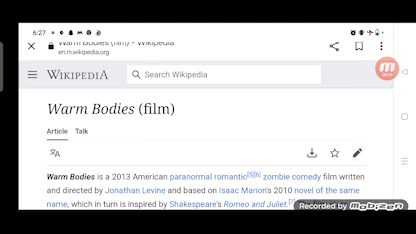 6:27
Warm Bodies (film) - Wikipedia
en.m.wikipedia.org
WIKIPEDIA
Search Wikipedia
Warm Bodies (film)
Article Talk
Warm Bodies is a 2013 American paranormal romantic[5][6] zombie comedy film written
and directed by Jonathan Levine and based on Isaac Marion's 2010 novel of the same
name, which in turn is inspired by Shakespeare's Romeo and Juliet.[7]
Recorded by
MOBIZEN